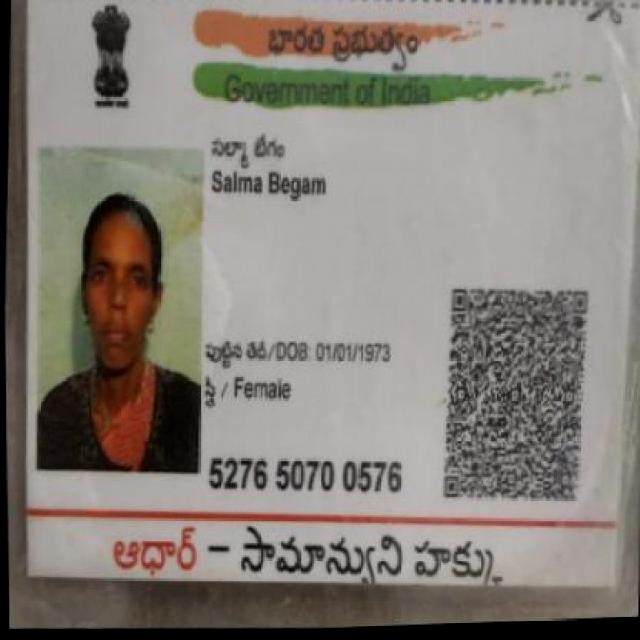 భారత ప్రభుత్వం
Government of India
సల్మా బేగం
Salma Begam
పుట్టిన తేదీ/DOB: 01/01/1973
స్త్రీ / Female
5276 5070 0576
ఆధార్ – సామాన్యుని హక్కు